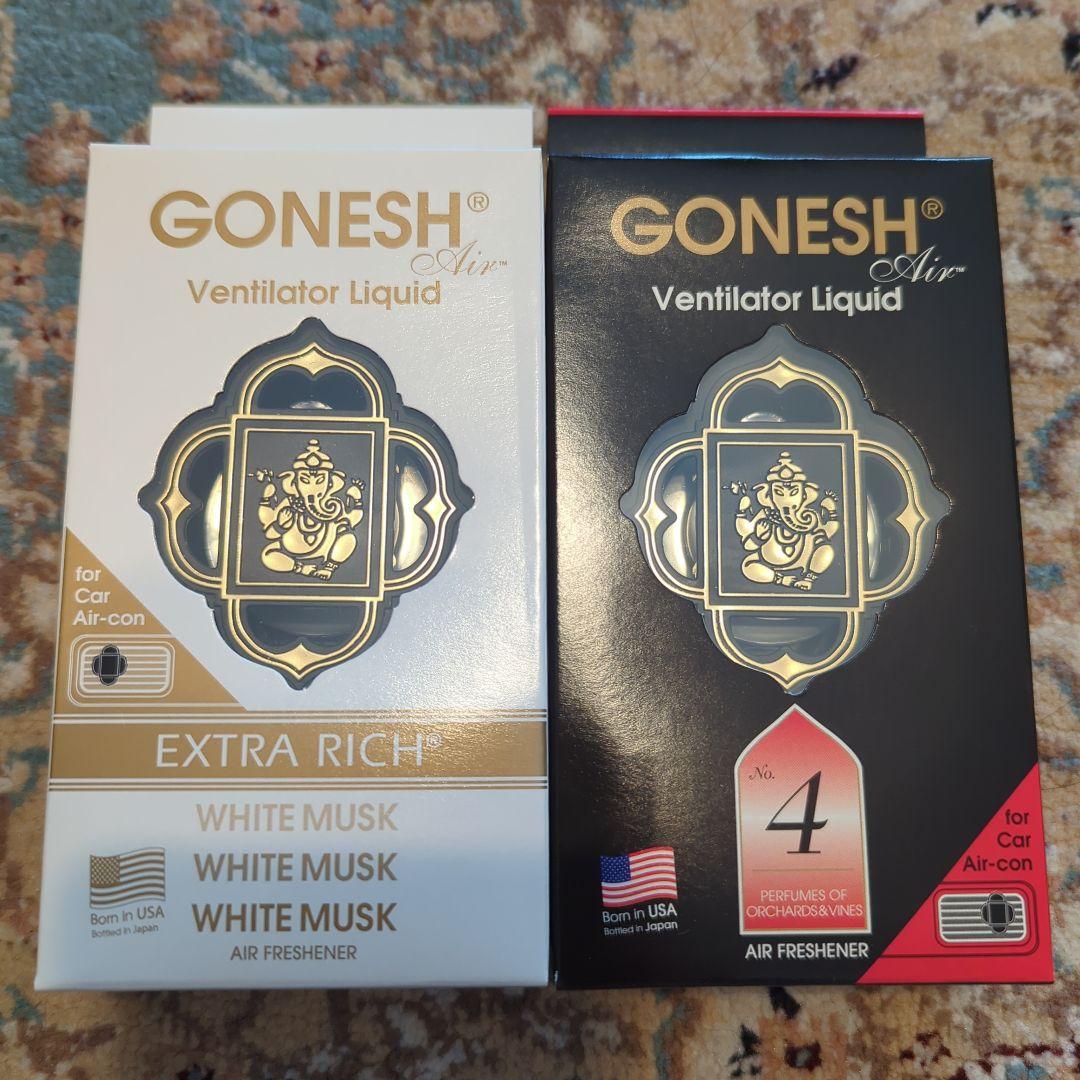 GONESH®
Air™
Ventilator Liquid
for
Car
Air-con
EXTRA RICH®
WHITE MUSK
WHITE MUSK
WHITE MUSK
Born in USA
Bottled in Japan
AIR FRESHENER
GONESH®
Air™
Ventilator Liquid
No.
4
PERFUMES OF
ORCHARDS&VINES
Born in USA
Bottled in Japan
AIR FRESHENER
for
Car
Air-con